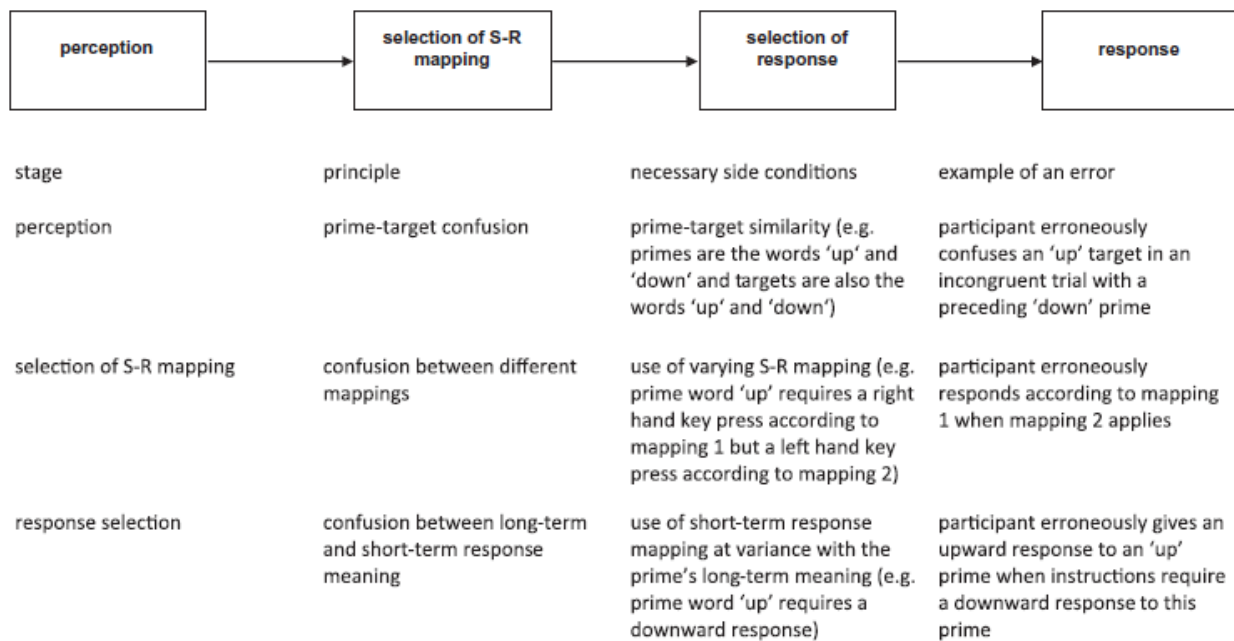 perception
selection of S-R
mapping
selection of
response
response
stage
principle
necessary side conditions
example of an error
perception
prime-target confusion
prime-target similarity (e.g.
primes are the words ‘up‘ and
‘down’ and targets are also the
words ‘up’ and ‘down’)
participant erroneously
confuses an ‘up’ target in an
incongruent trial with a
preceding ‘down’ prime
selection of S-R mapping
confusion between different
mappings
use of varying S-R mapping (e.g.
prime word ‘up’ requires a right
hand key press according to
mapping 1 but a left hand key
press according to mapping 2)
participant erroneously
responds according to mapping
1 when mapping 2 applies
response selection
confusion between long-term
and short-term response
meaning
use of short-term response
mapping at variance with the
prime’s long-term meaning (e.g.
prime word ‘up’ requires a
downward response)
participant erroneously gives an
upward response to an ‘up’
prime when instructions require
a downward response to this
prime